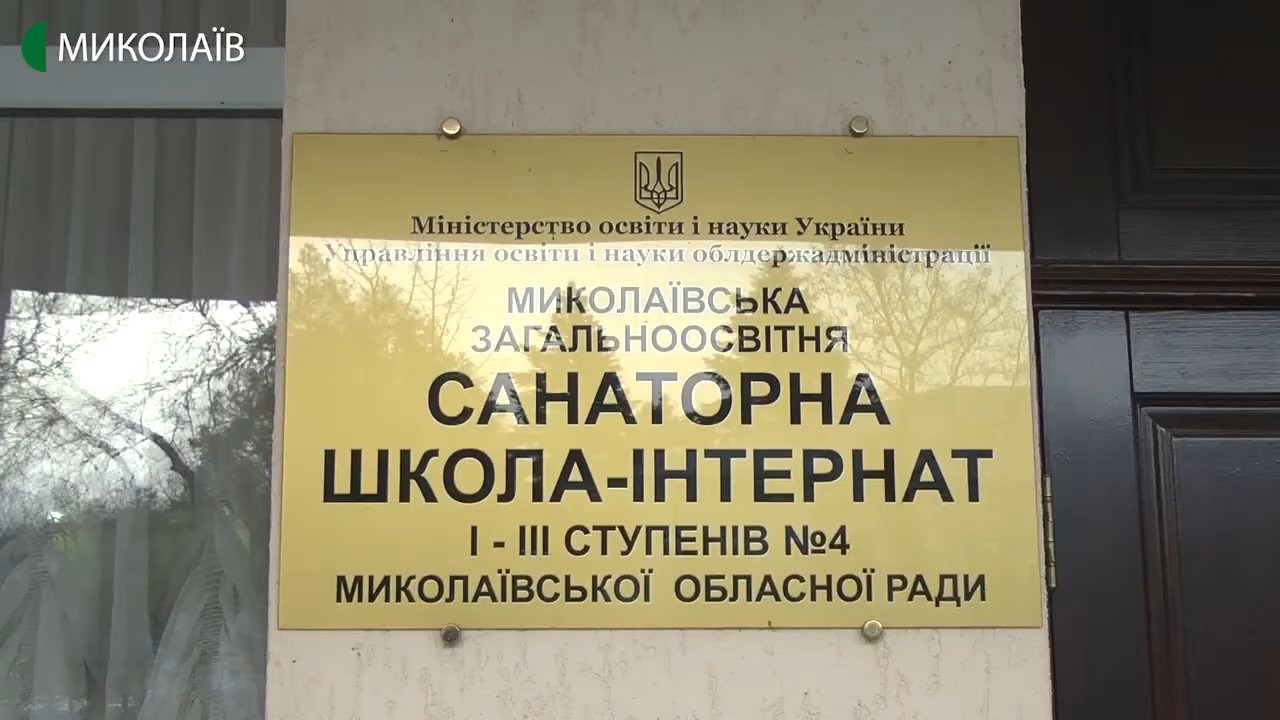 МИКОЛАЇВ
Міністерство освіти і науки України
Управління освіти і науки облдержадміністрації
МИКОЛАЇВСЬКА
ЗАГАЛЬНООСВІТНЯ
САНАТОРНА
ШКОЛА-ІНТЕРНАТ
І - ІІІ СТУПЕНІВ №4
МИКОЛАЇВСЬКОЇ ОБЛАСНОЇ РАДИ